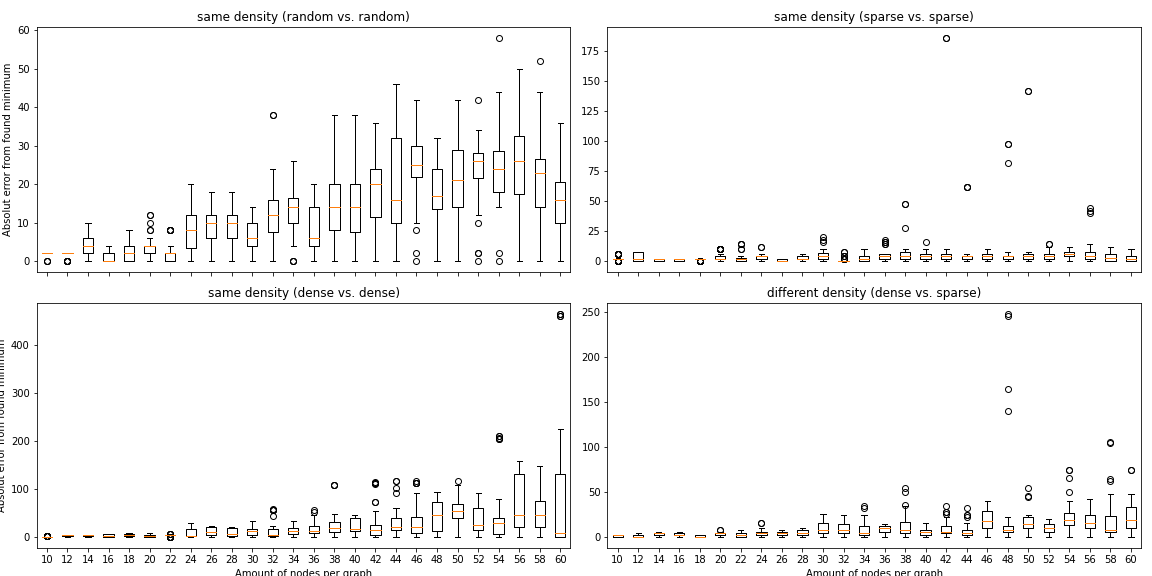 same density (random vs. random)
same density (sparse vs. sparse)
60
50
40
30
20
10
0
Absolut error from found minimum
175
150
125
100
75
50
25
0
same density (dense vs. dense)
different density (dense vs. sparse)
400
300
200
100
0
Absolut error from found minimum
250
200
150
100
50
0
10 12 14 16 18 20 22 24 26 28 30 32 34 36 38 40 42 44 46 48 50 52 54 56 58 60
10 12 14 16 18 20 22 24 26 28 30 32 34 36 38 40 42 44 46 48 50 52 54 56 58 60
Amount of nodes per graph
Amount of nodes per graph